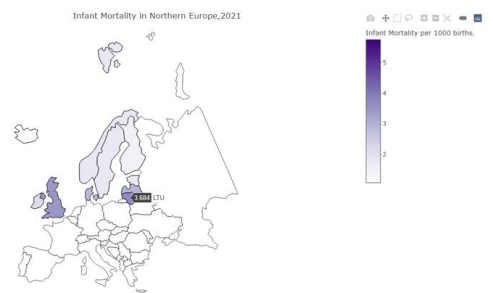 Infant Mortality in Northern Europe,2021
Infant Mortality per 1000 births.
5
4
3
2
3.684 LTU